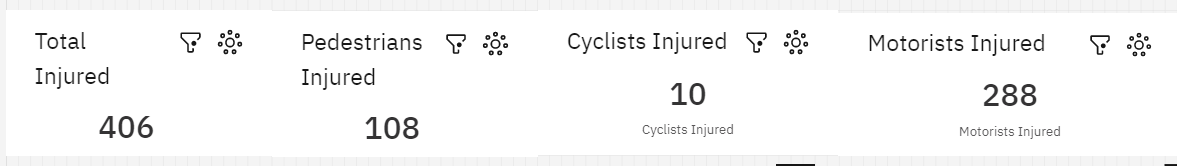 Total
Injured
406
Pedestrians
Injured
108
Cyclists Injured
10
Cyclists Injured
Motorists Injured
288
Motorists Injured